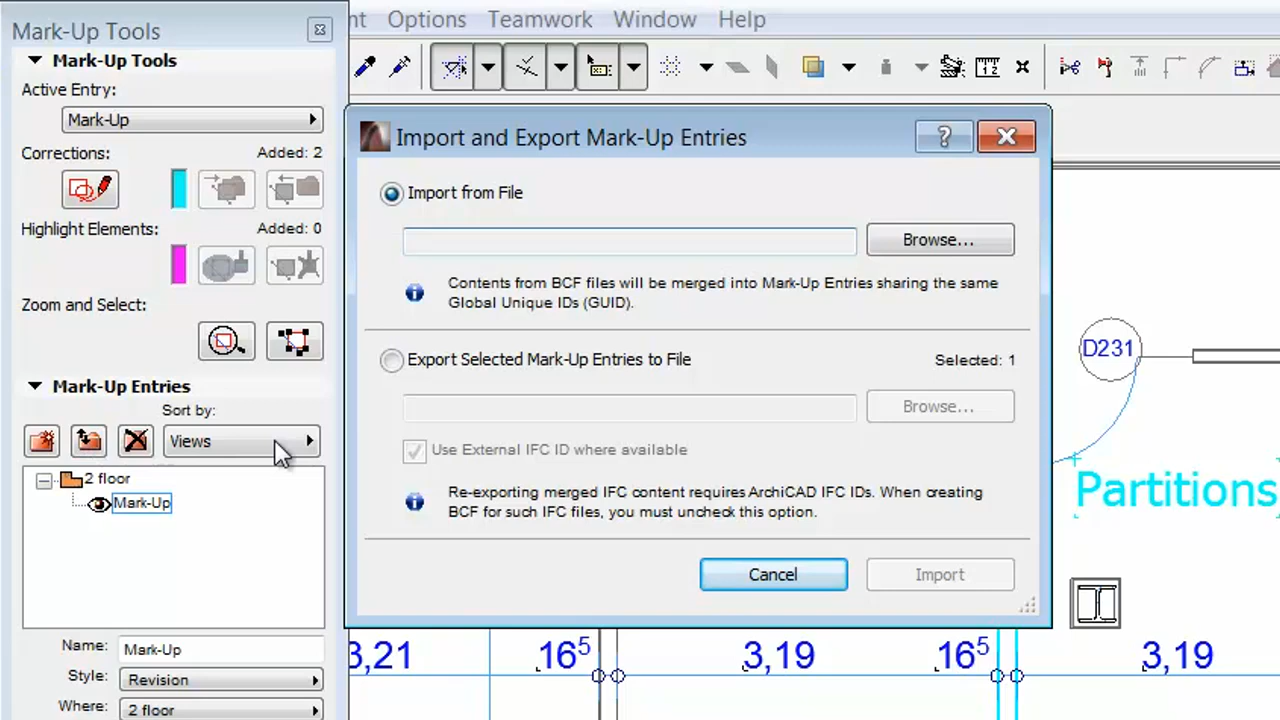 Mark-Up Tools
Mark-Up Tools
Active Entry:
Mark-Up
Corrections:
Added: 2
Highlight Elements:
Added: 0
Zoom and Select:
Mark-Up Entries
Sort by:
Views
2 floor
Mark-Up
Name:
Mark-Up
Style:
Revision
Where:
2 floor
nt Options Teamwork Window Help
Import and Export Mark-Up Entries
?
Import from File
Browse...
Contents from BCF files will be merged into Mark-Up Entries sharing the same
Global Unique IDs (GUID).
Export Selected Mark-Up Entries to File
Selected: 1
Browse...
Use External IFC ID where available
Re-exporting merged IFC content requires ArchiCAD IFC IDs. When creating
BCF for such IFC files, you must uncheck this option.
Cancel
Import
D231
Partitions
3,21
16⁵
3,19
16⁵
3,19